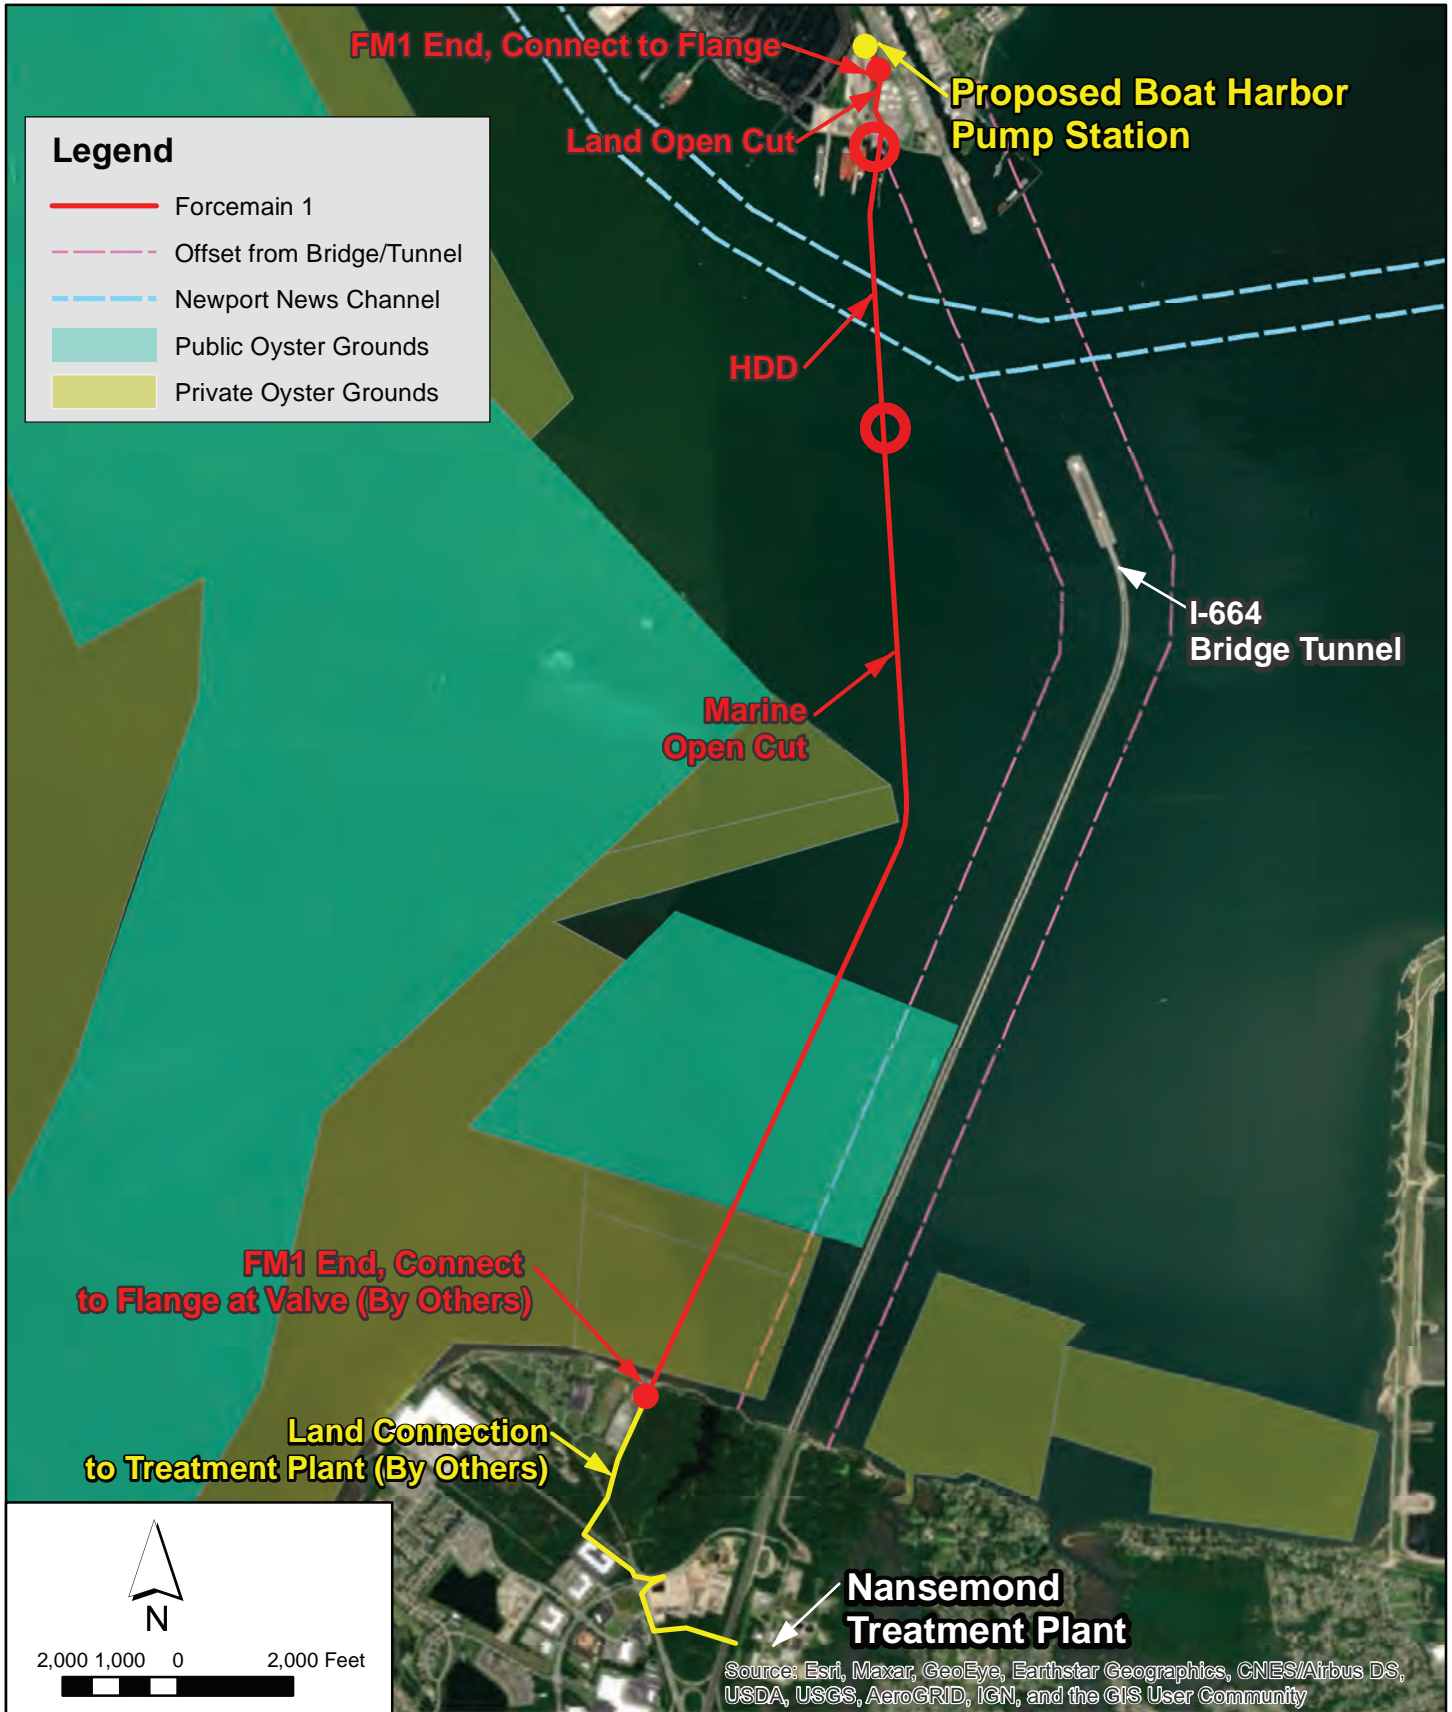 FM1 End, Connect to Flange
Proposed Boat Harbor
Pump Station
Land Open Cut
Legend
Forcemain 1
Offset from Bridge/Tunnel
Newport News Channel
Public Oyster Grounds
Private Oyster Grounds
HDD
I-664
Bridge Tunnel
Marine
Open Cut
FM1 End, Connect
to Flange at Valve (By Others)
Land Connection
to Treatment Plant (By Others)
Nansemond
Treatment Plant
N
2,000 1,000 0 2,000 Feet
Source: Esri, Maxar, GeoEye, Earthstar Geographics, CNES/Airbus DS,
USDA, USGS, AeroGRID, IGN, and the GIS User Community